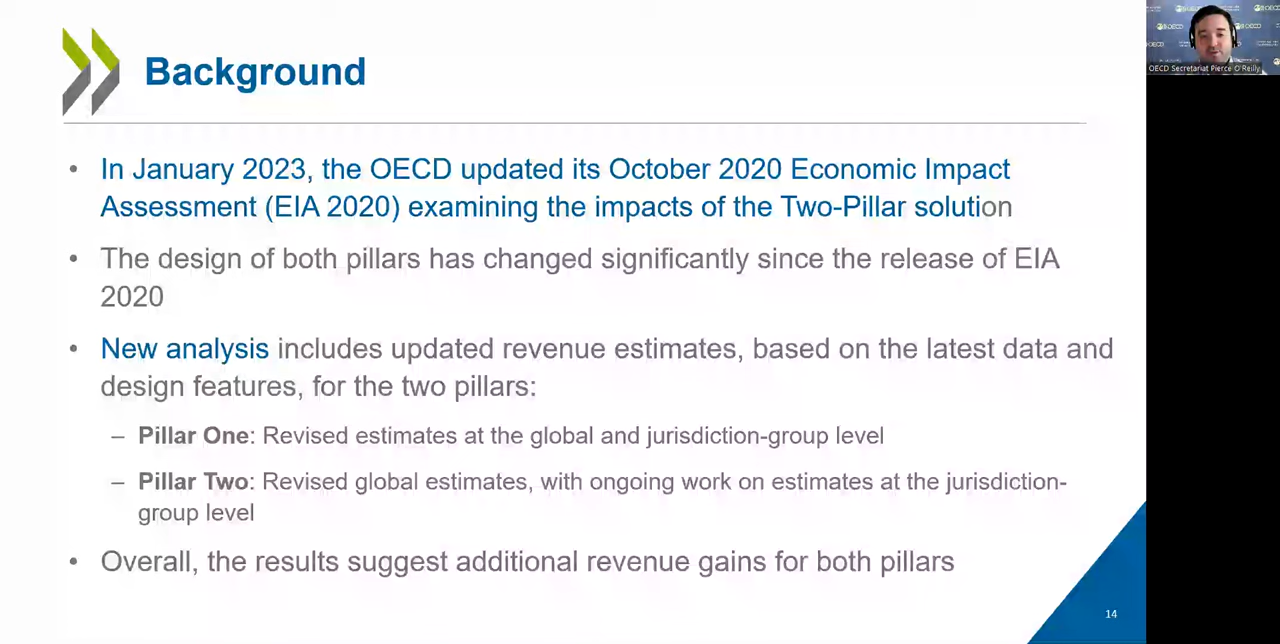 Background
• In January 2023, the OECD updated its October 2020 Economic Impact
Assessment (EIA 2020) examining the impacts of the Two-Pillar solution
• The design of both pillars has changed significantly since the release of EIA
2020
• New analysis includes updated revenue estimates, based on the latest data and
design features, for the two pillars:
– Pillar One: Revised estimates at the global and jurisdiction-group level
– Pillar Two: Revised global estimates, with ongoing work on estimates at the jurisdiction-
group level
• Overall, the results suggest additional revenue gains for both pillars
14
OECD
OECD Secretariat Pierce O'Reilly